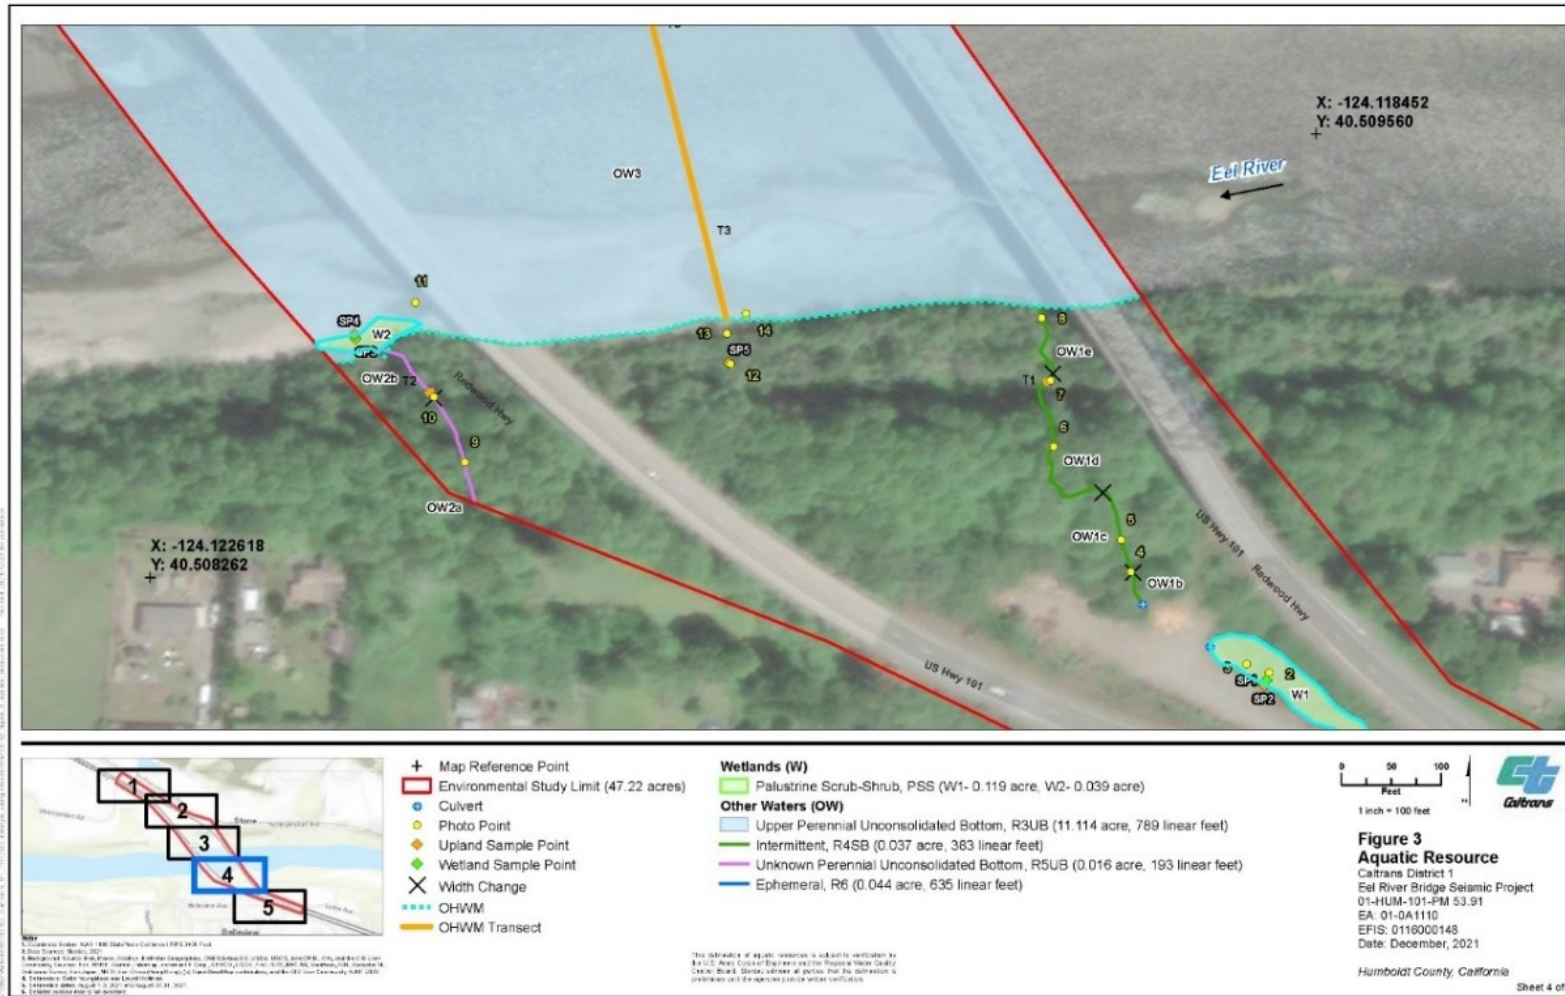 X: -124.118452
Y: 40.509560
Eel River
OW3
T3
11
SP4
W2
OW2b
T2
10
9
OW2a
Redwood Hwy
13
14
SP5
12
8
OW1e
T1
7
6
OW1d
5
OW1c
4
OW1b
US Hwy 101
Redwood Hwy
X: -124.122618
Y: 40.508262
US Hwy 101
3
2
SP2
W1
1
2
Stone
3
4
5
Belleview
Map Reference Point
Environmental Study Limit (47.22 acres)
Culvert
Photo Point
Upland Sample Point
Wetland Sample Point
Width Change
OHWM
OHWM Transect
Wetlands (W)
Palustrine Scrub-Shrub, PSS (W1- 0.119 acre, W2- 0.039 acre)
Other Waters (OW)
Upper Perennial Unconsolidated Bottom, R3UB (11.114 acre, 789 linear feet)
Intermittent, R4SB (0.037 acre, 383 linear feet)
Unknown Perennial Unconsolidated Bottom, R5UB (0.016 acre, 193 linear feet)
Ephemeral, R6 (0.044 acre, 635 linear feet)
0 50 100
Feet
1 inch = 100 feet
Caltrans
Figure 3
Aquatic Resource
Caltrans District 1
Eel River Bridge Seismic Project
01-HUM-101-PM 53.91
EA: 01-0A1110
EFIS: 0116000148
Date: December, 2021
Humboldt County, California
Sheet 4 of